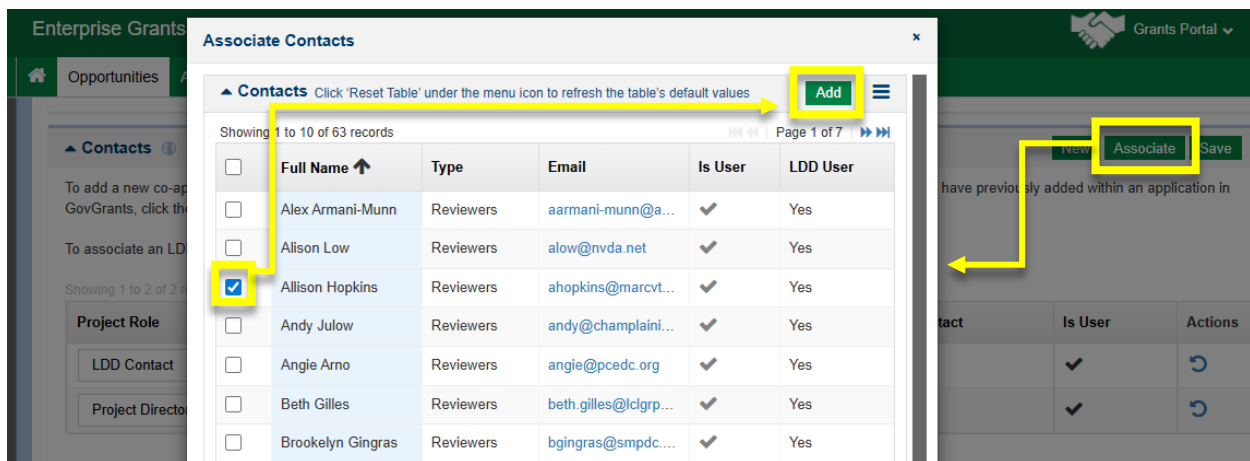 Enterprise Grants
Grants Portal
Associate Contacts
×
Opportunities
Contacts Click 'Reset Table' under the menu icon to refresh the table's default values
Add
Showing 1 to 10 of 63 records
Page 1 of 7
Full Name Type Email Is User LDD User
Alex Armani-Munn Reviewers aarmani-munn@a... Yes
Alison Low Reviewers alow@nvda.net Yes
Allison Hopkins Reviewers ahopkins@marcvt... Yes
Andy Julow Reviewers andy@champlaini... Yes
Angie Arno Reviewers angie@pcedc.org Yes
Beth Gilles Reviewers beth.gilles@lclgrp... Yes
Brookelyn Gingras Reviewers bgingras@smpdc.... Yes
Contacts
New Associate Save
To add a new co-ap have previously added within an application in
GovGrants, click the
To associate an LD
Showing 1 to 2 of 2
Project Role tact Is User Actions
LDD Contact
Project Directo